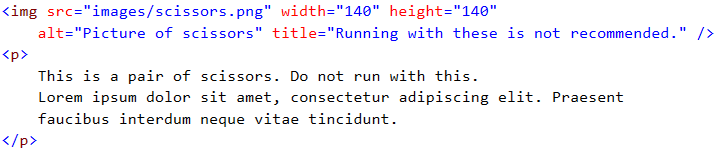 <img src="images/scissors.png" width="140" height="140"
alt="Picture of scissors" title="Running with these is not recommended." />
<p>
This is a pair of scissors. Do not run with this.
Lorem ipsum dolor sit amet, consectetur adipiscing elit. Praesent
faucibus interdum neque vitae tincidunt.
</p>